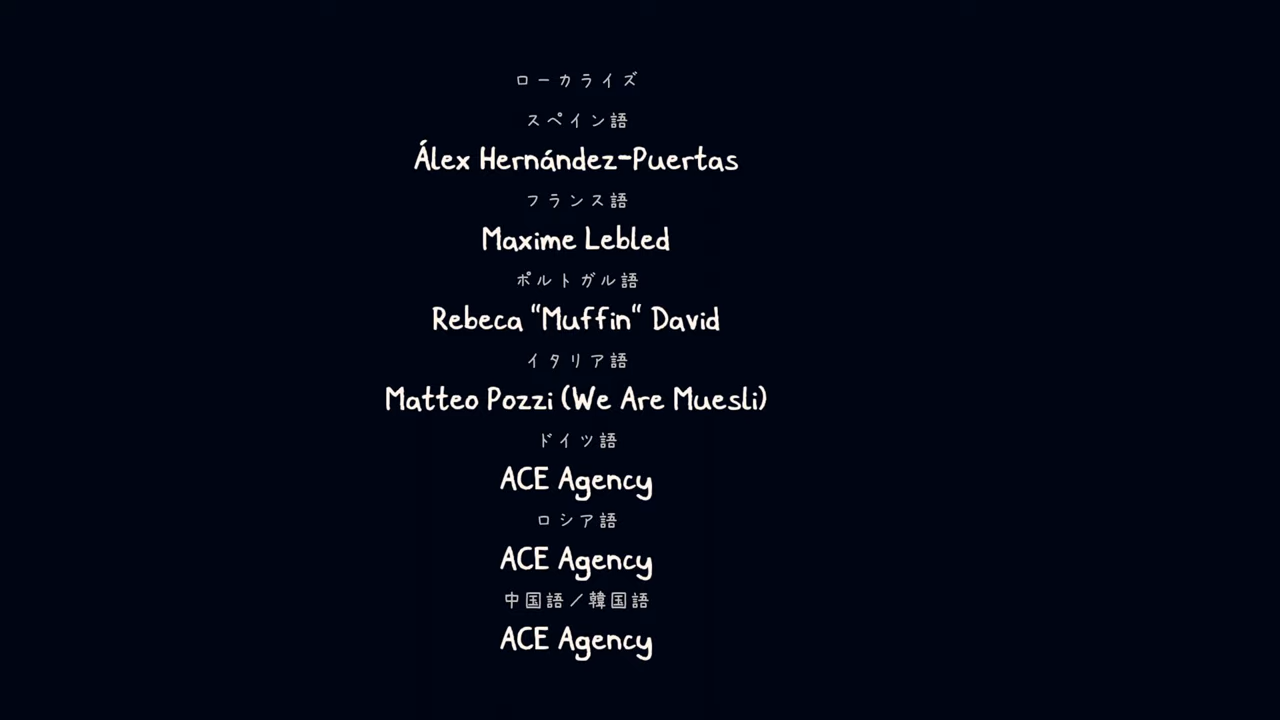 ローカライズ
スペイン語
Álex Hernández-Puertas
フランス語
Maxime Lebled
ポルトガル語
Rebeca “Muffin“ David
イタリア語
Matteo Pozzi (We Are Muesli)
ドイツ語
ACE Agency
ロシア語
ACE Agency
中国語／韓国語
ACE Agency